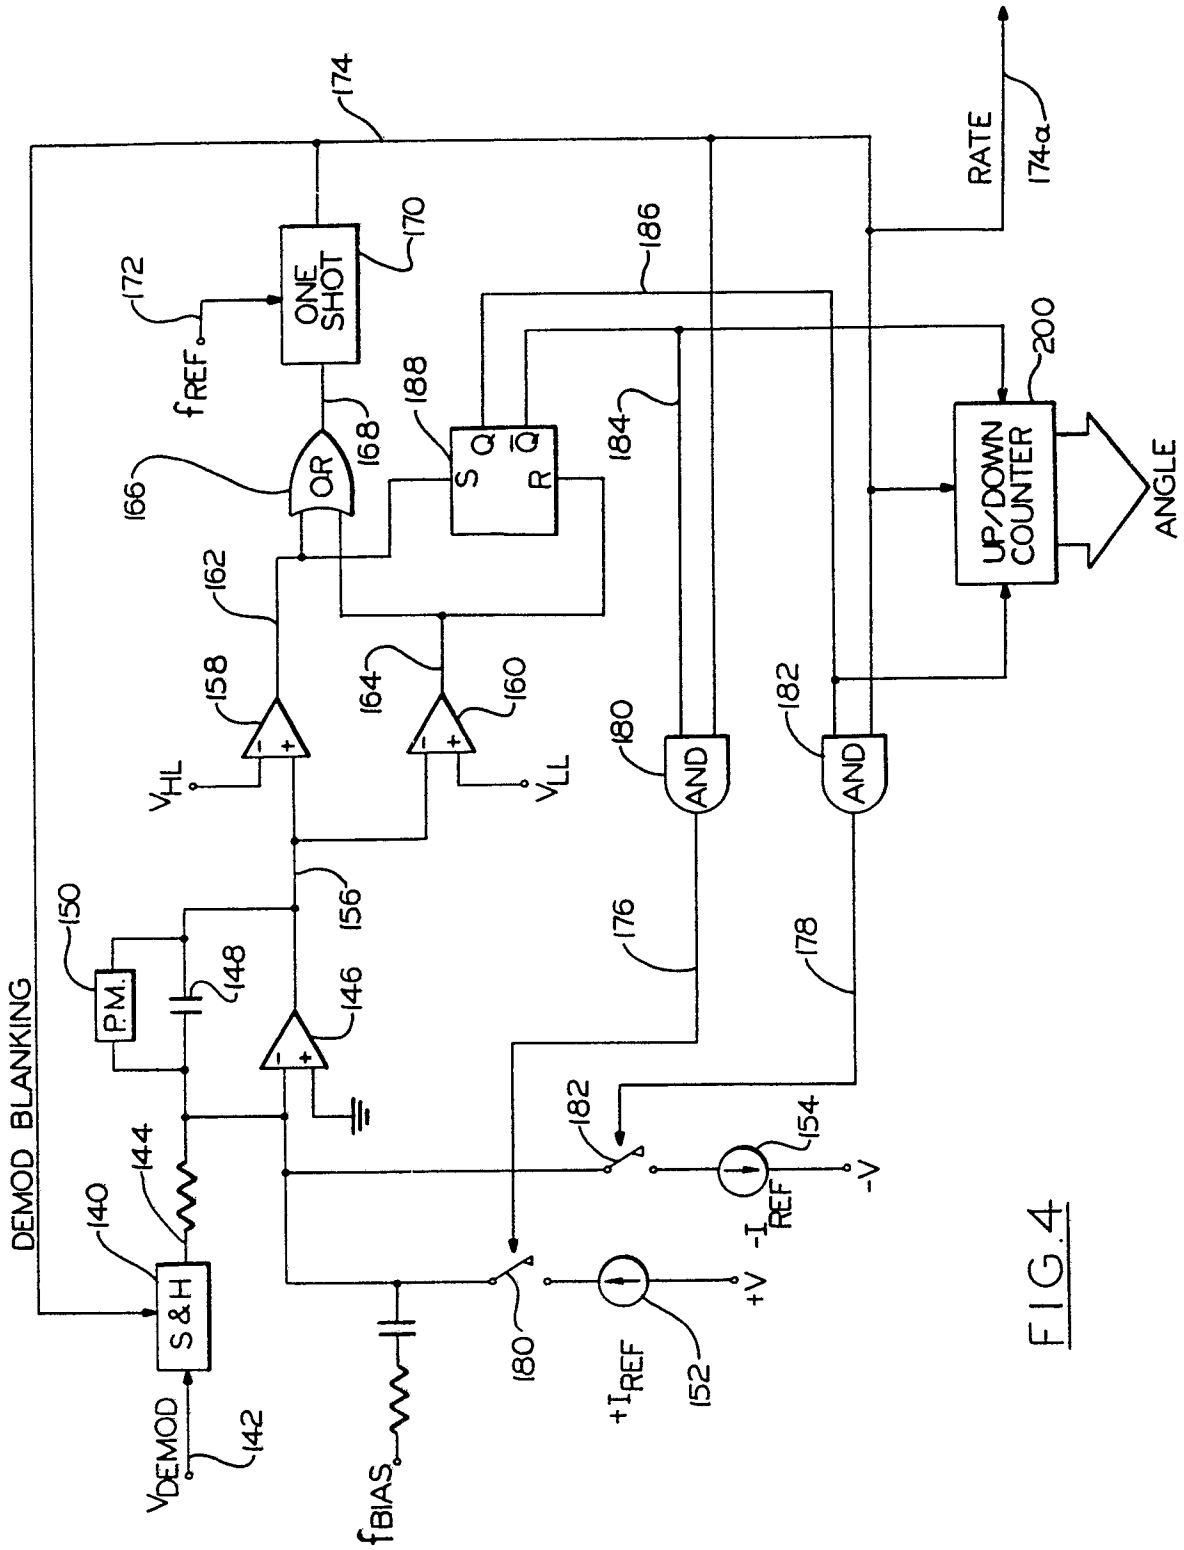 DEMOD BLANKING
VDEMOD
142
S & H
140
144
P.M.
150
148
146
-
+
156
VHL
158
-
+
162
166
OR
168
fREF
172
ONE
SHOT
170
174
VLL
160
-
+
164
188
S
Q
Q̅
R
186
184
fBIAS
180
+IREF
152
+V
182
-IREF
154
-V
176
178
180
AND
182
AND
UP/DOWN
COUNTER
200
ANGLE
RATE
174a
FIG. 4